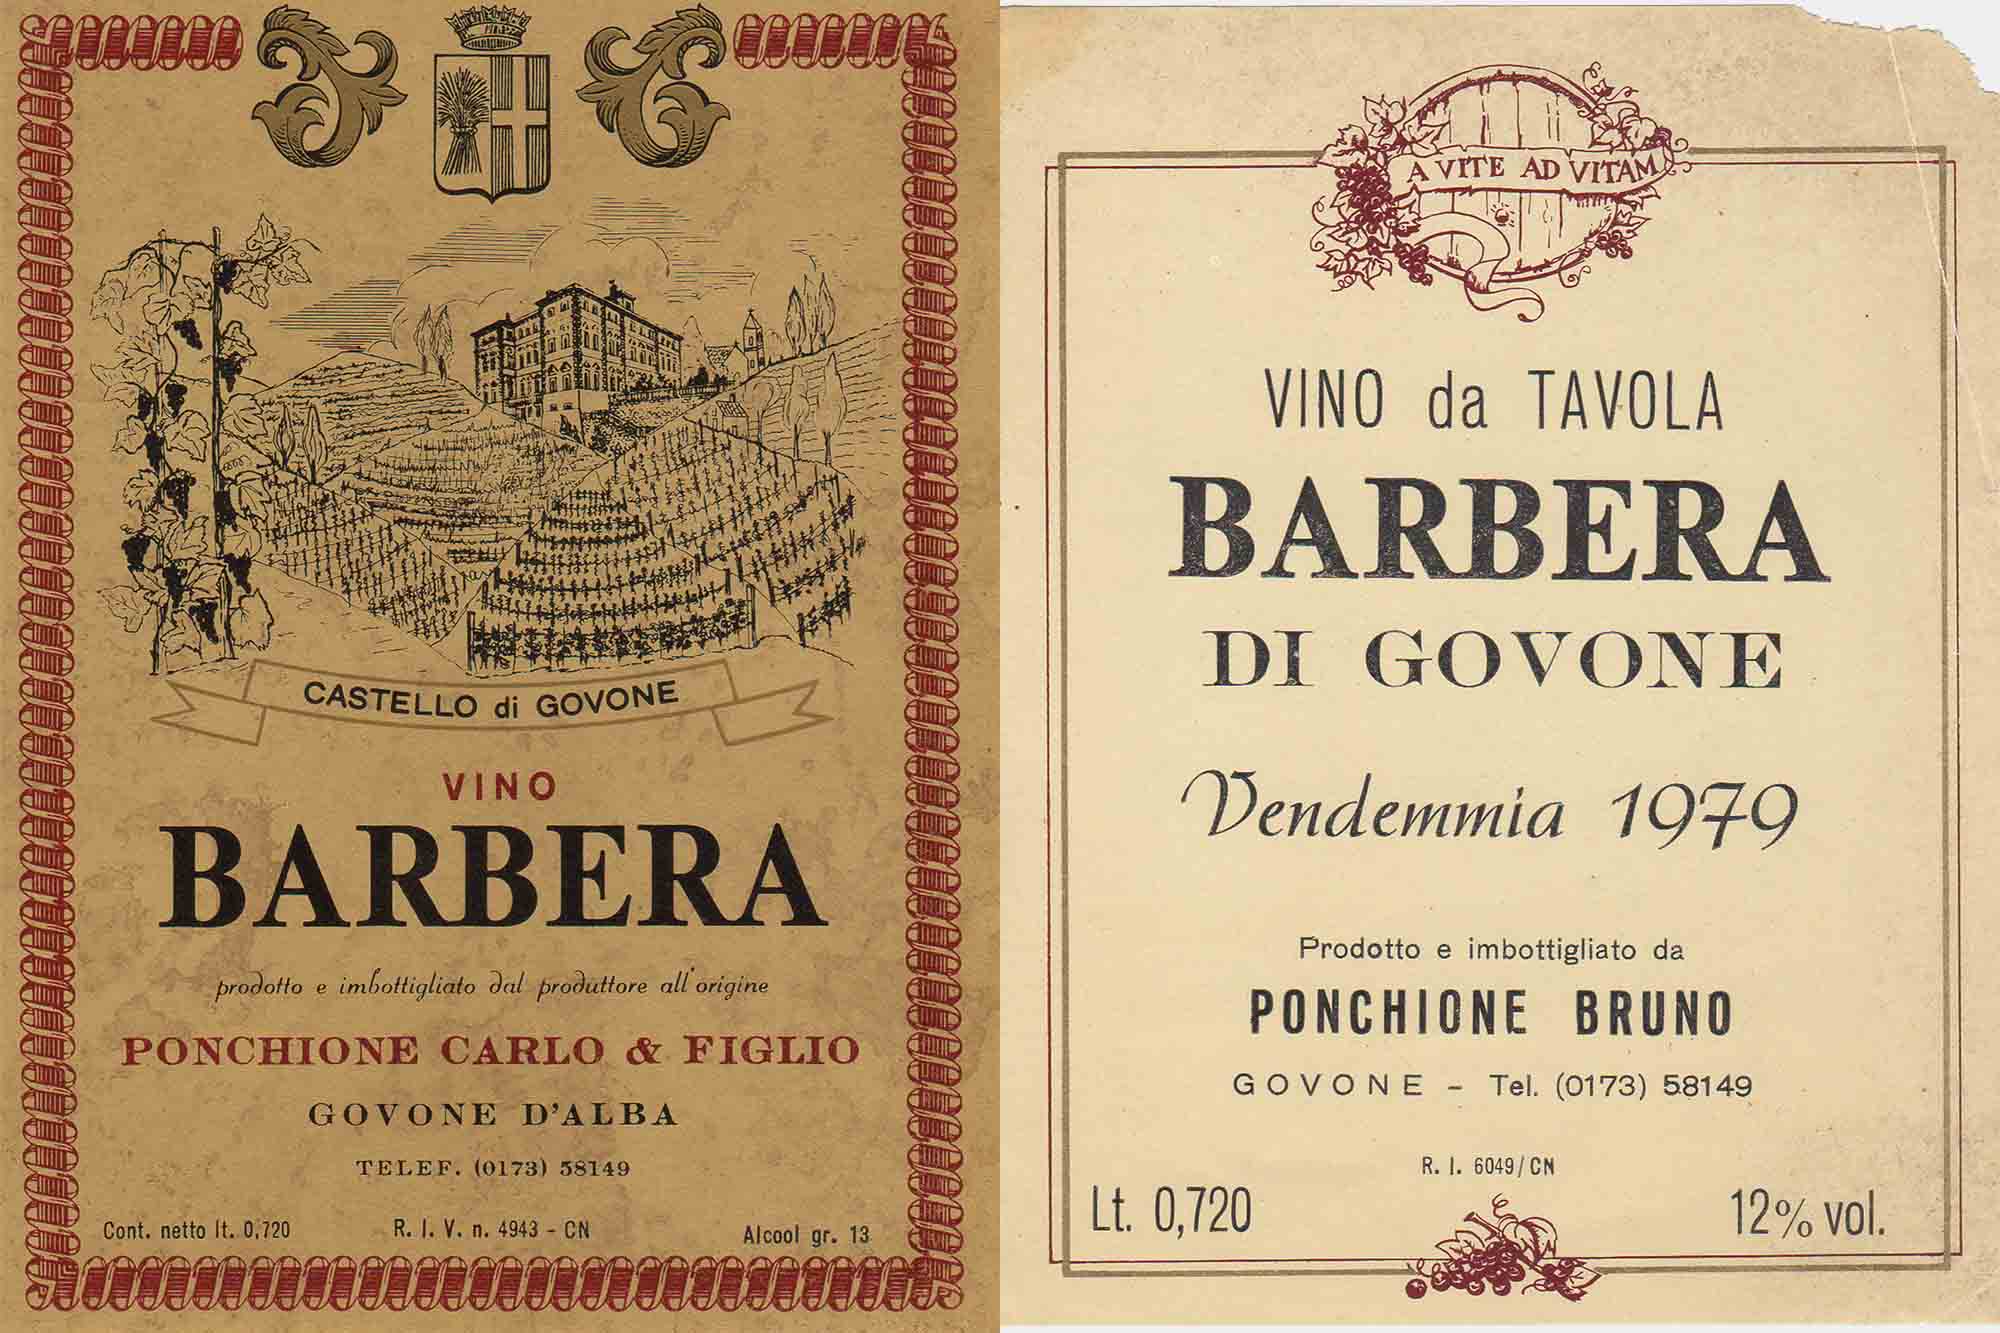 CASTELLO di GOVONE
VINO
BARBERA
prodotto e imbottigliato dal produttore all'origine
PONCHIONE CARLO & FIGLIO
GOVONE D'ALBA
TELEF. (0173) 58149
Cont. netto lt. 0,720
R. I. V. n. 4943 - CN
Alcool gr. 13
A VITE AD VITAM
VINO da TAVOLA
BARBERA
DI GOVONE
Vendemmia 1979
Prodotto e imbottigliato da
PONCHIONE BRUNO
GOVONE - Tel. (0173) 58149
R. I. 6049/CN
Lt. 0,720
12% vol.